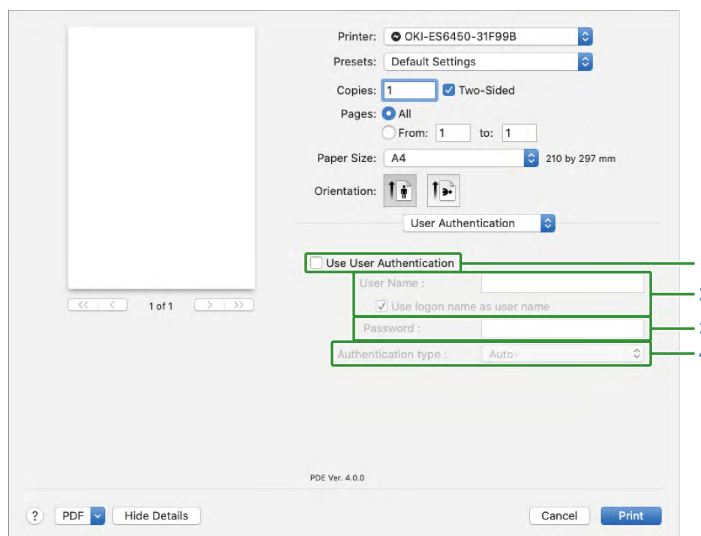 Printer: OKI-ES6450-31F99B
Presets: Default Settings
Copies: 1 Two-Sided
Pages: All
From: 1 to: 1
Paper Size: A4 210 by 297 mm
Orientation:
User Authentication
Use User Authentication
User Name :
<< < 1 of 1 > >>
Use logon name as user name
Password :
Authentication type : Auto
PDE Ver. 4.0.0
? PDF Hide Details Cancel Print